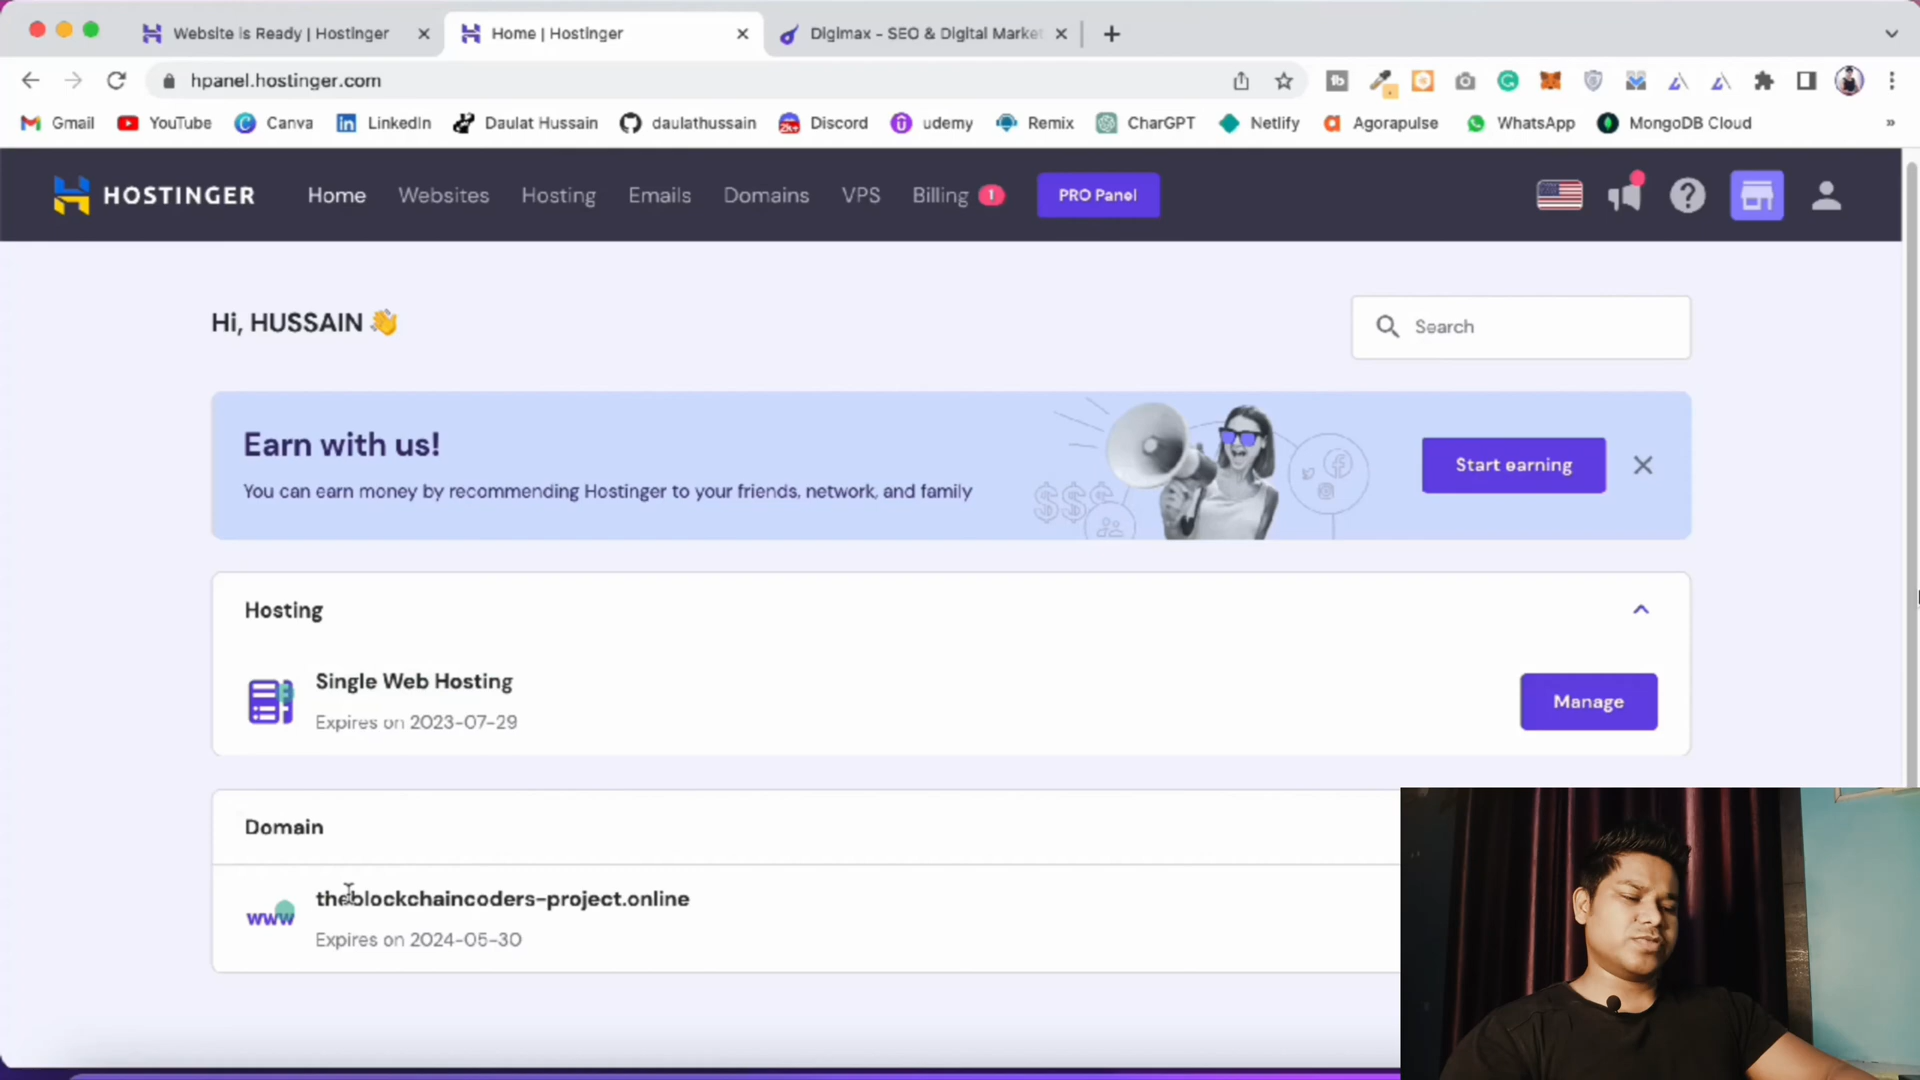 Website is Ready | Hostinger
Home | Hostinger
Digimax - SEO & Digital Market
hpanel.hostinger.com
Gmail
YouTube
Canva
LinkedIn
Daulat Hussain
daulathussain
Discord
udemy
Remix
CharGPT
Netlify
Agorapulse
WhatsApp
MongoDB Cloud
»
HOSTINGER
Home
Websites
Hosting
Emails
Domains
VPS
Billing 1
PRO Panel
Hi, HUSSAIN 👋
Search
Earn with us!
You can earn money by recommending Hostinger to your friends, network, and family
$$$
Start earning
Hosting
Single Web Hosting
Expires on 2023-07-29
Manage
Domain
www
theblockchaincoders-project.online
Expires on 2024-05-30